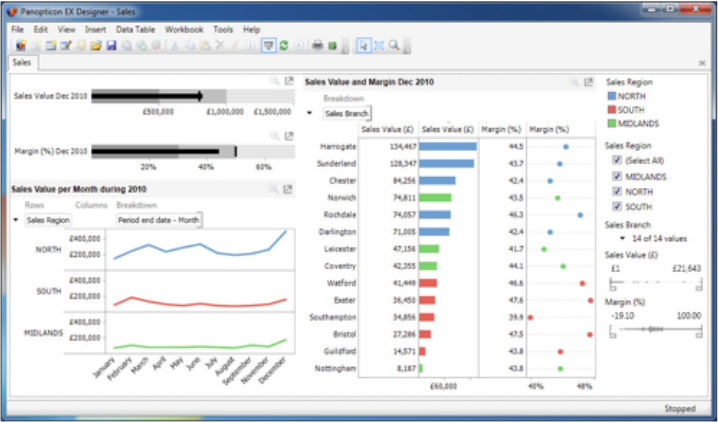 Panopticon EX Designer - Sales
File Edit View Insert Data Table Workbook Tools Help
Sales
Sales Value Dec 2010
£500,000 £1,000,000 £1,500,000
Margin (%) Dec 2010
20% 40% 60%
Sales Value per Month during 2010
Rows Columns Breakdown
Sales Region Period end date - Month
NORTH £400,000 £200,000
SOUTH £400,000 £200,000
MIDLANDS £400,000 £200,000
January February March April May June July August September November December
Sales Value and Margin Dec 2010
Breakdown
Sales Branch
Sales Value (£) Sales Value (£) Margin (%) Margin (%)
Harrogate 134,467 44.5
Sunderland 128,347 43.7
Chester 84,256 42.4
Norwich 74,811 43.5
Rochdale 74,057 46.3
Darlington 71,005 42.4
Leicester 47,156 41.7
Coventry 42,355 44.1
Watford 41,449 46.6
Exeter 36,450 47.6
Southampton 34,856 39.9
Bristol 27,286 47.5
Guildford 14,571 43.8
Nottingham 8,187 43.8
£60,000 40% 48%
Sales Region
NORTH
SOUTH
MIDLANDS
Sales Region
(Select All)
MIDLANDS
NORTH
SOUTH
Sales Branch
14 of 14 values
Sales Value (£)
£1 £21,643
Margin (%)
-19.10 100.00
Stopped